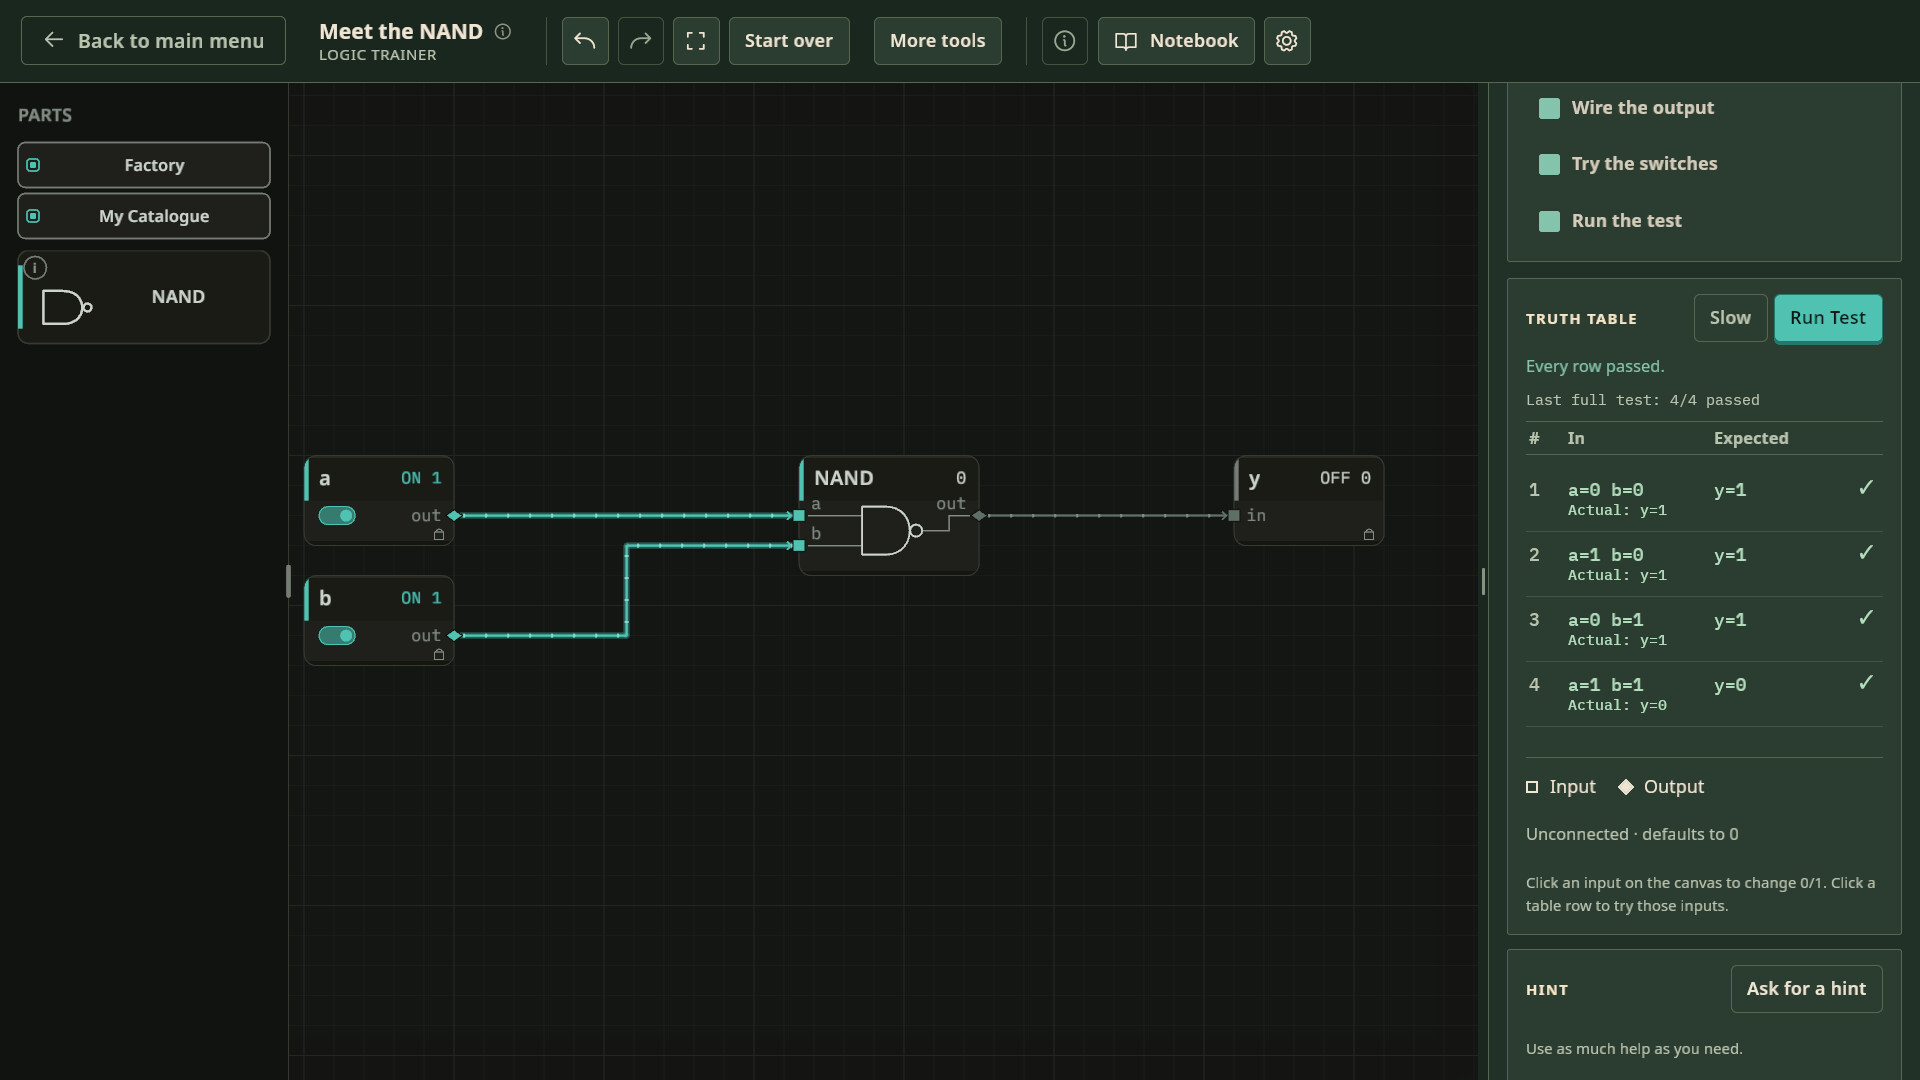 Back to main menu
Meet the NAND
LOGIC TRAINER
Start over
More tools
Notebook
PARTS
Factory
My Catalogue
NAND
a ON 1
out
b ON 1
out
NAND 0
a out
b
y OFF 0
in
Wire the output
Try the switches
Run the test
TRUTH TABLE
Slow
Run Test
Every row passed.
Last full test: 4/4 passed
# In Expected
1 a=0 b=0 y=1 ✓
Actual: y=1
2 a=1 b=0 y=1 ✓
Actual: y=1
3 a=0 b=1 y=1 ✓
Actual: y=1
4 a=1 b=1 y=0 ✓
Actual: y=0
Input Output
Unconnected · defaults to 0
Click an input on the canvas to change 0/1. Click a
table row to try those inputs.
HINT
Ask for a hint
Use as much help as you need.